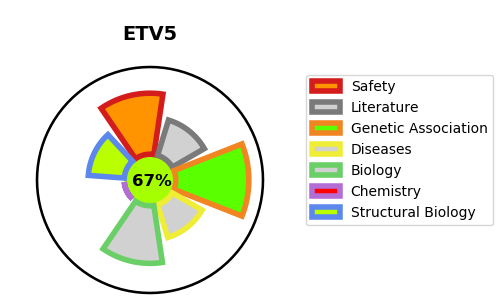 ETV5
67%
Safety
Literature
Genetic Association
Diseases
Biology
Chemistry
Structural Biology